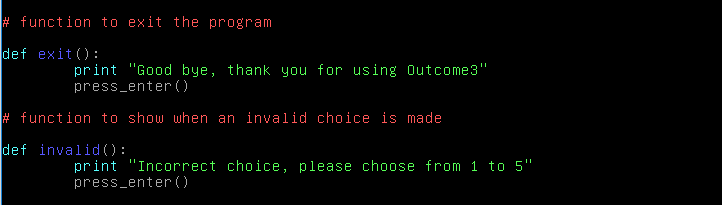 # function to exit the program
def exit():
print "Good bye, thank you for using Outcome3"
press_enter()
# function to show when an invalid choice is made
def invalid():
print "Incorrect choice, please choose from 1 to 5"
press_enter()